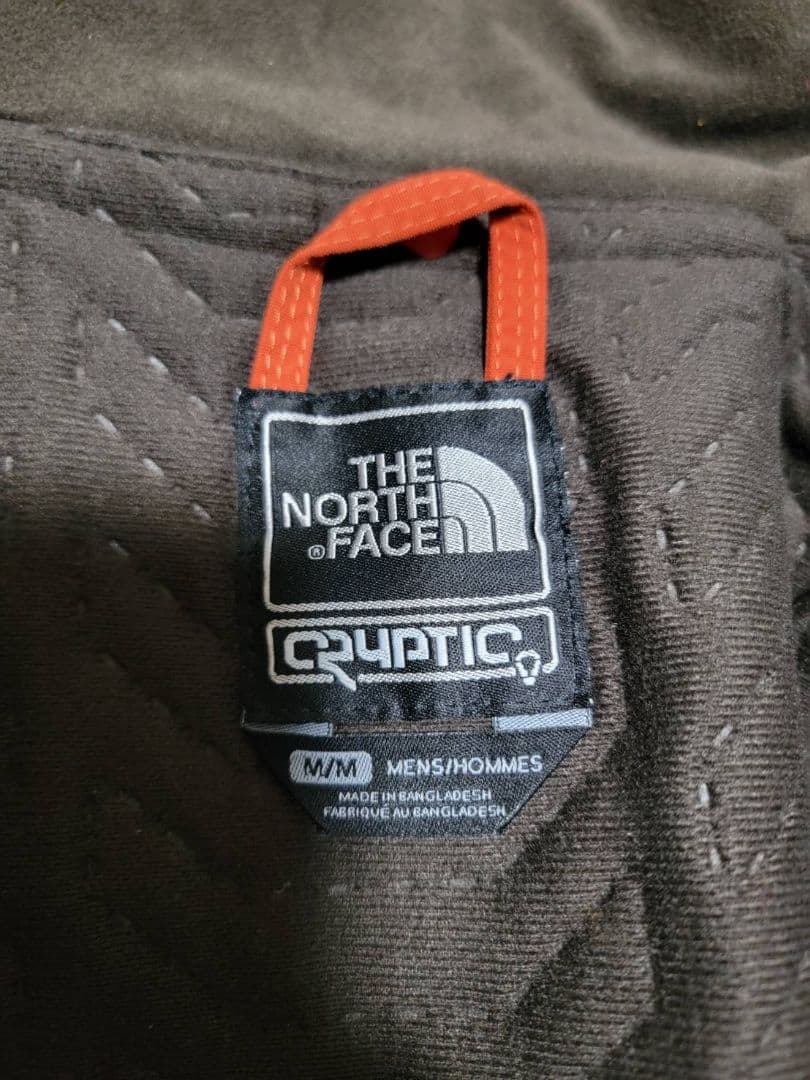 THE
NORTH
®FACE
CRYPTIC
M/M MENS/HOMMES
MADE IN BANGLADESH
FABRIQUÉ AU BANGLADESH